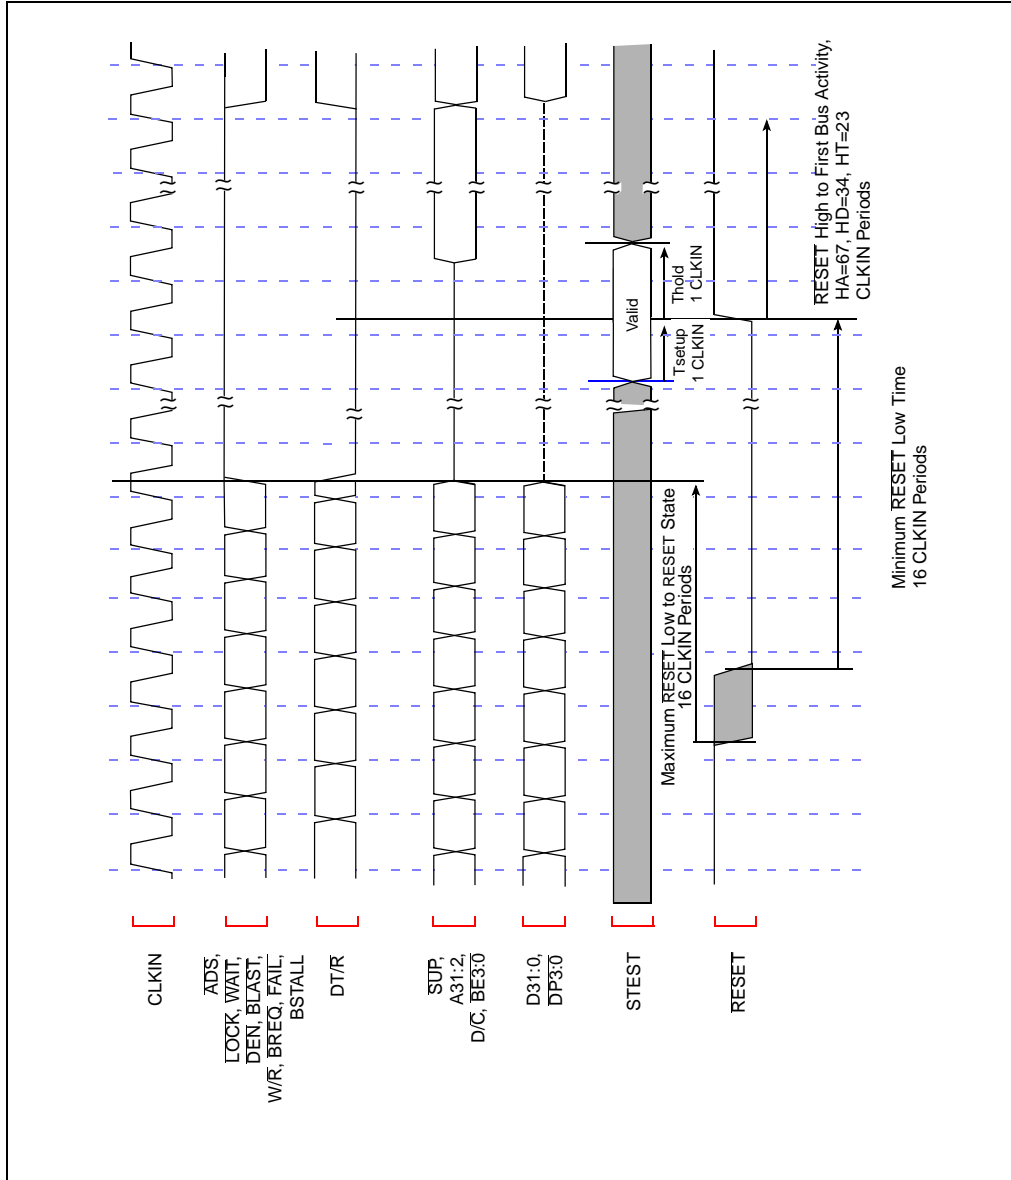 CLKIN
ADS,
LOCK, WAIT,
DEN, BLAST,
W/R, BREQ, FAIL,
BSTALL
DT/R
SUP,
A31:2,
D/C, BE3:0
D31:0,
DP3:0
STEST
Valid
Maximum RESET Low to RESET State
16 CLKIN Periods
Tsetup
1 CLKIN
Thold
1 CLKIN
RESET
RESET High to First Bus Activity,
HA=67, HD=34, HT=23
CLKIN Periods
Minimum RESET Low Time
16 CLKIN Periods